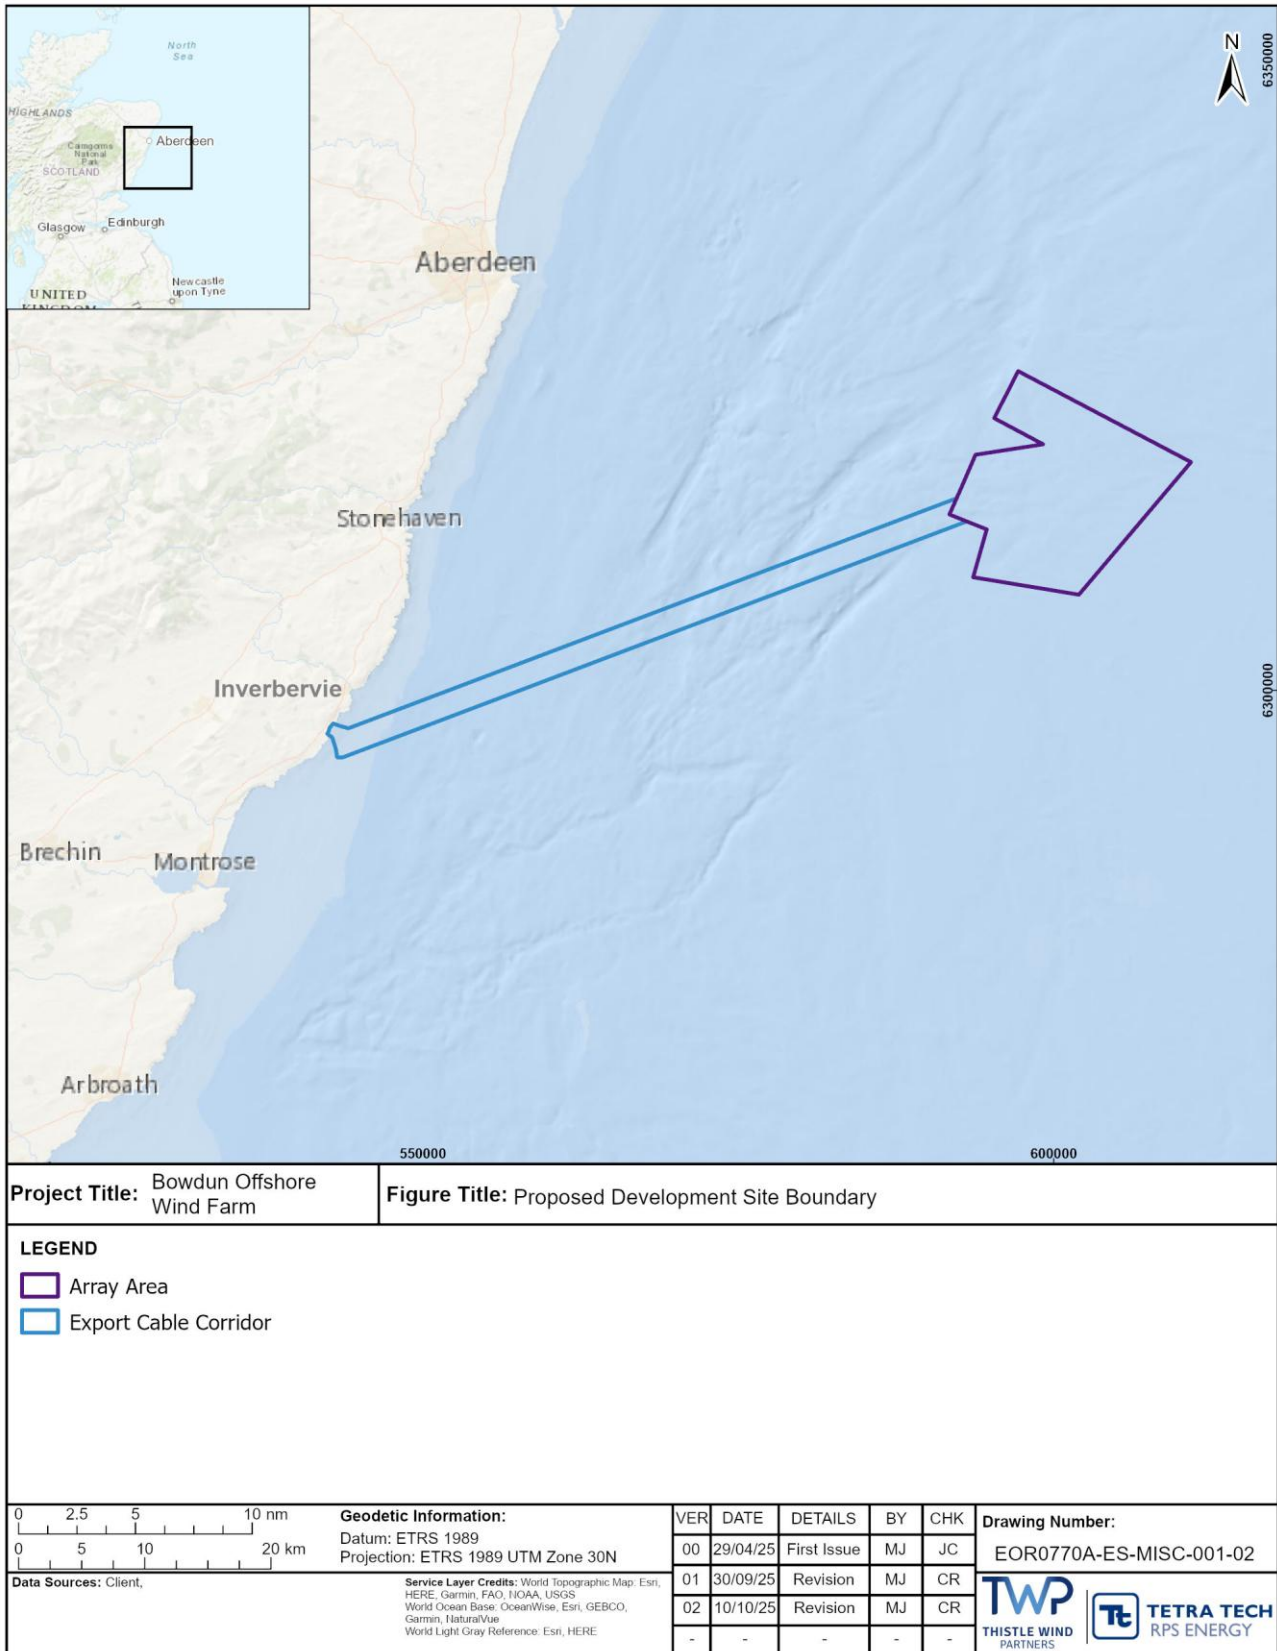 North
Sea
HIGHLANDS
Cairngorms
National
Park
Aberdeen
SCOTLAND
Glasgow
Edinburgh
Newcastle
upon Tyne
UNITED
KINGDOM
N
6350000
Aberdeen
Stonehaven
Inverbervie
6300000
Brechin
Montrose
Arbroath
550000
600000
Project Title: Bowdun Offshore
Wind Farm
Figure Title: Proposed Development Site Boundary
LEGEND
Array Area
Export Cable Corridor
0 2.5 5 10 nm
0 5 10 20 km
Geodetic Information:
Datum: ETRS 1989
Projection: ETRS 1989 UTM Zone 30N
Data Sources: Client,
Service Layer Credits: World Topographic Map: Esri,
HERE, Garmin, FAO, NOAA, USGS
World Ocean Base: OceanWise, Esri, GEBCO,
Garmin, NaturalVue
World Light Gray Reference: Esri, HERE
VER DATE DETAILS BY CHK
00 29/04/25 First Issue MJ JC
01 30/09/25 Revision MJ CR
02 10/10/25 Revision MJ CR
- - - - -
Drawing Number:
EOR0770A-ES-MISC-001-02
TWP
THISTLE WIND
PARTNERS
Tt
TETRA TECH
RPS ENERGY